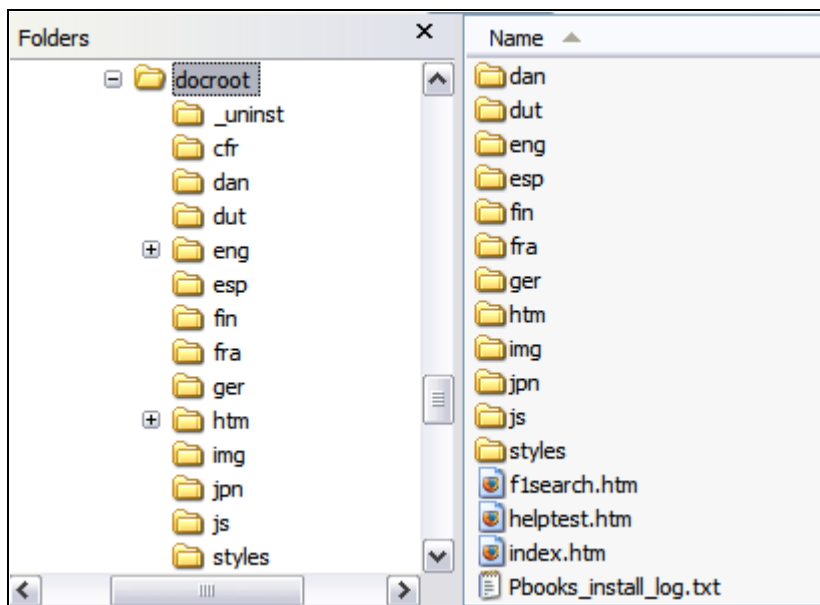 Folders
docroot
_uninst
cfr
dan
dut
eng
esp
fin
fra
ger
htm
img
jpn
js
styles
Name
dan
dut
eng
esp
fin
fra
ger
htm
img
jpn
js
styles
f1search.htm
helptest.htm
index.htm
Pbooks_install_log.txt